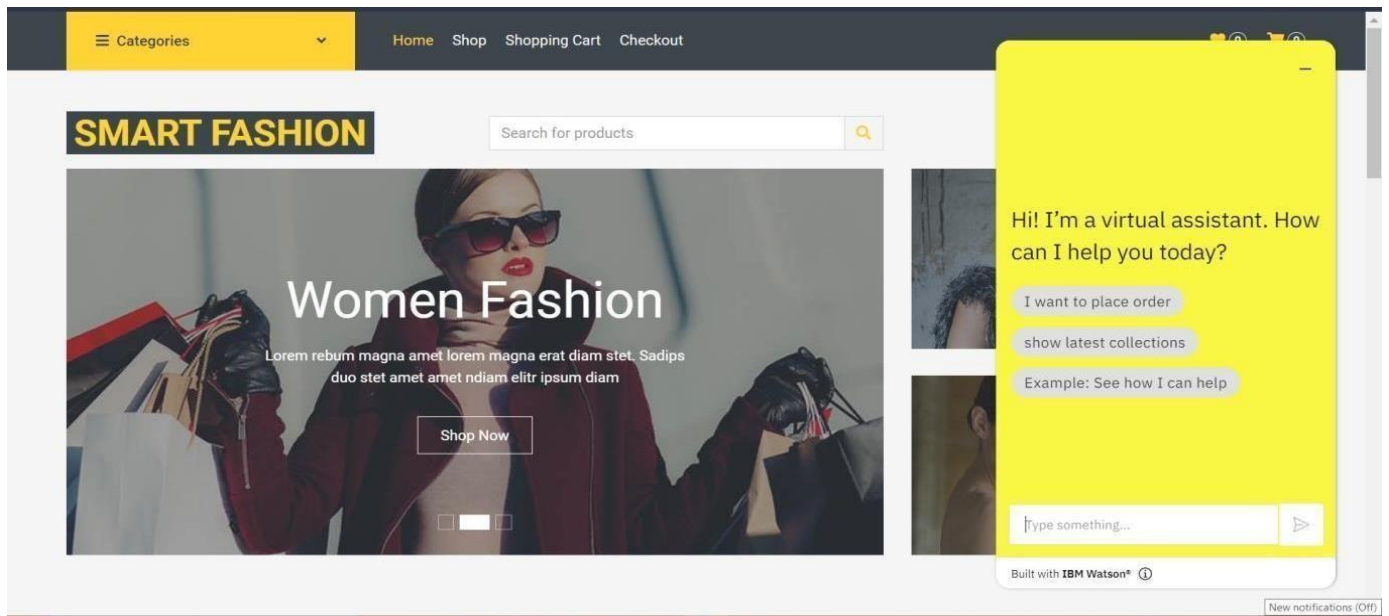 Categories
Home Shop Shopping Cart Checkout
SMART FASHION
Search for products
Women Fashion
Lorem rebum magna amet lorem magna erat diam stet. Sadips
duo stet amet amet ndiam elitr ipsum diam
Shop Now
Hi! I’m a virtual assistant. How
can I help you today?
I want to place order
show latest collections
Example: See how I can help
Type something...
Built with IBM Watson®
New notifications (Off)